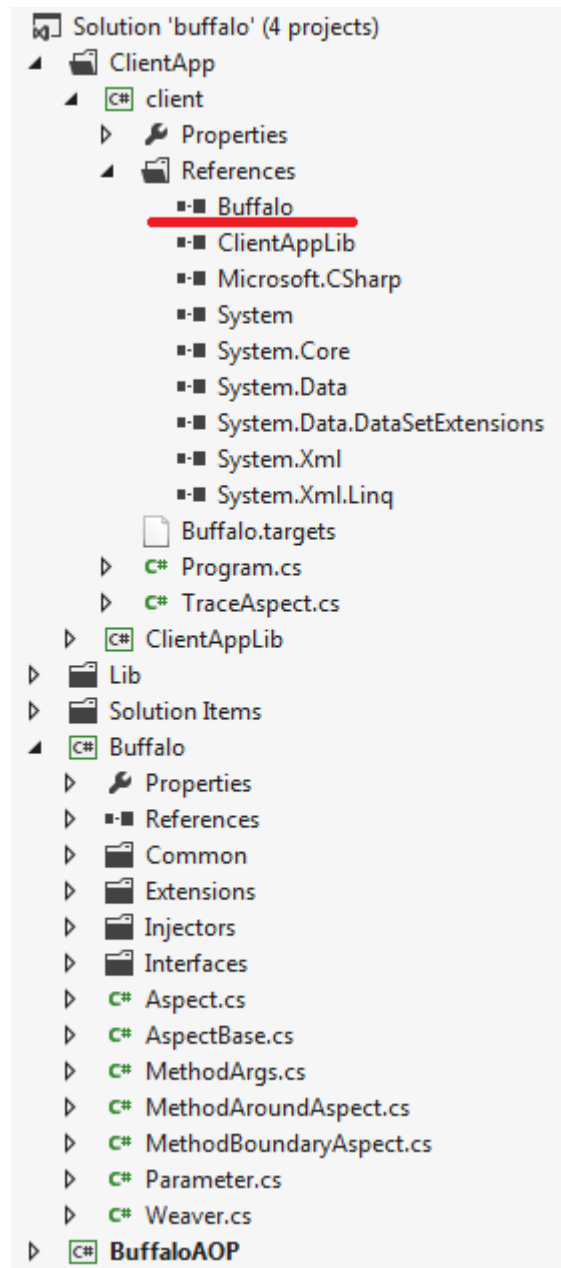 Solution 'buffalo' (4 projects)
ClientApp
C# client
Properties
References
Buffalo
ClientAppLib
Microsoft.CSharp
System
System.Core
System.Data
System.Data.DataSetExtensions
System.Xml
System.Xml.Linq
Buffalo.targets
C# Program.cs
C# TraceAspect.cs
C# ClientAppLib
Lib
Solution Items
C# Buffalo
Properties
References
Common
Extensions
Injectors
Interfaces
C# Aspect.cs
C# AspectBase.cs
C# MethodArgs.cs
C# MethodAroundAspect.cs
C# MethodBoundaryAspect.cs
C# Parameter.cs
C# Weaver.cs
C# BuffaloAOP